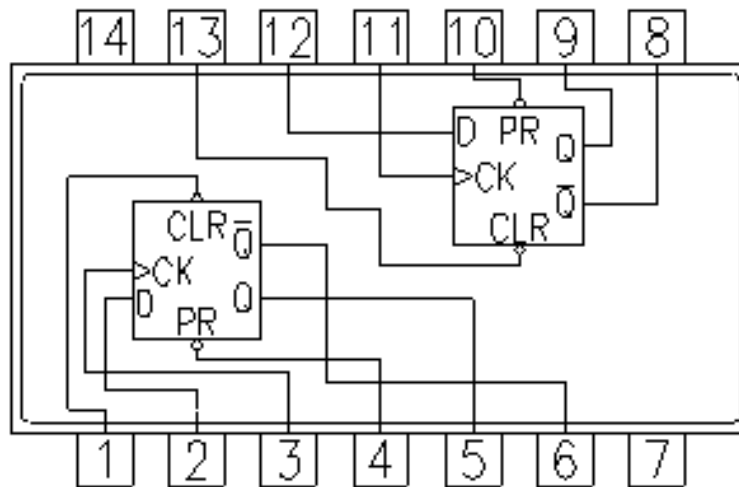 14 13 12 11 10 9 8
D PR Q
CK Q̅
CLR
CLR Q̅
CK
D Q
PR
1 2 3 4 5 6 7